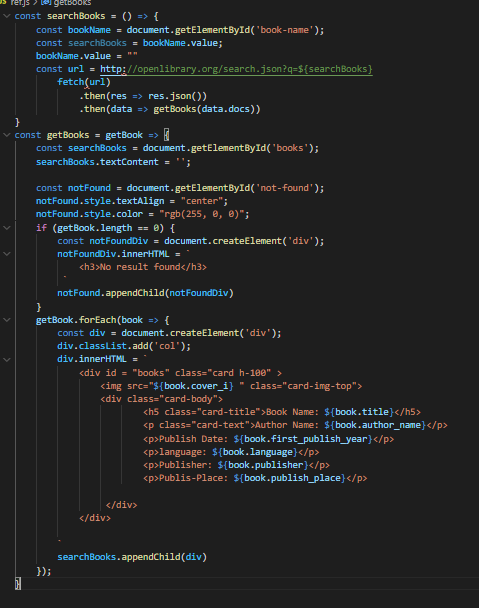 ref.js > getBooks
const searchBooks = () => {
const bookName = document.getElementById('book-name');
const searchBooks = bookName.value;
bookName.value = ""
const url = http://openlibrary.org/search.json?q=${searchBooks}
fetch(url)
.then(res => res.json())
.then(data => getBooks(data.docs))
}
const getBooks = getBook => {
const searchBooks = document.getElementById('books');
searchBooks.textContent = '';
const notFound = document.getElementById('not-found');
notFound.style.textAlign = "center";
notFound.style.color = "rgb(255, 0, 0)";
if (getBook.length == 0) {
const notFoundDiv = document.createElement('div');
notFoundDiv.innerHTML = `
<h3>No result found</h3>
`
notFound.appendChild(notFoundDiv)
}
getBook.forEach(book => {
const div = document.createElement('div');
div.classList.add('col');
div.innerHTML = `
<div id = "books" class="card h-100" >
<img src="${book.cover_i} " class="card-img-top">
<div class="card-body">
<h5 class="card-title">Book Name: ${book.title}</h5>
<p class="card-text">Author Name: ${book.author_name}</p>
<p>Publish Date: ${book.first_publish_year}</p>
<p>language: ${book.language}</p>
<p>Publisher: ${book.publisher}</p>
<p>Publis-Place: ${book.publish_place}</p>
</div>
</div>
`
searchBooks.appendChild(div)
});
}